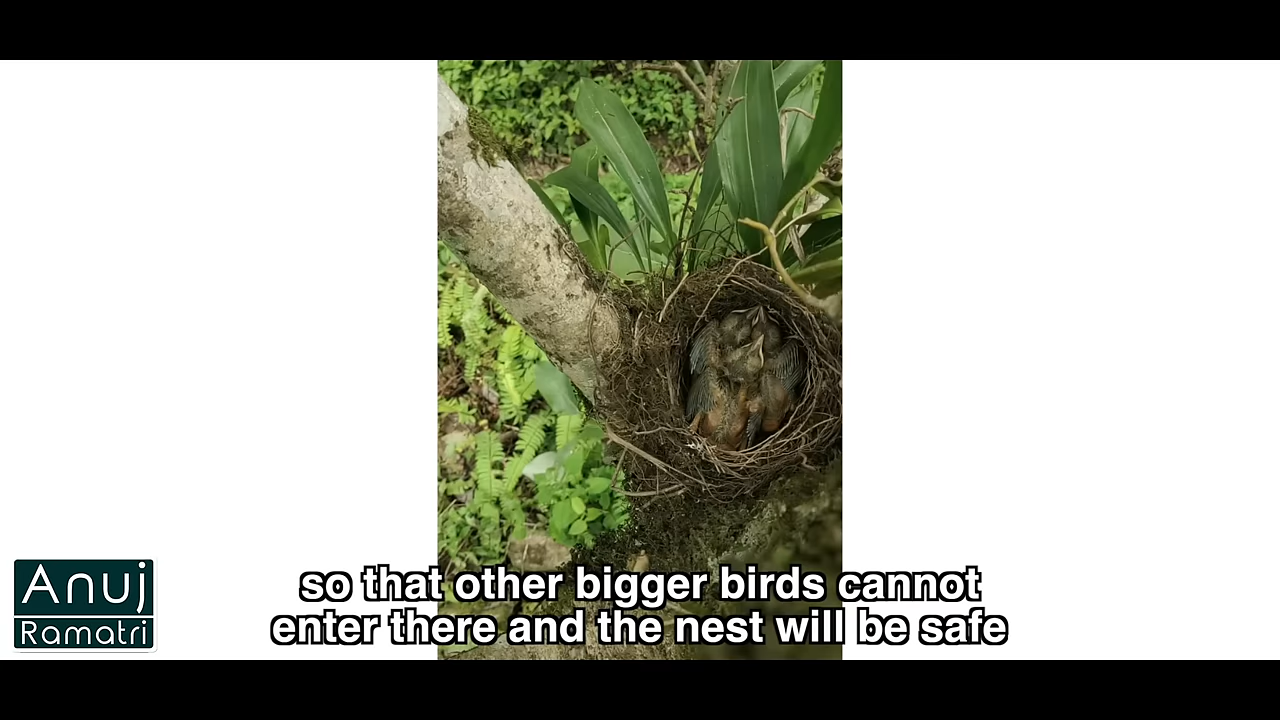 Anuj
Ramatri
so that other bigger birds cannot
enter there and the nest will be safe